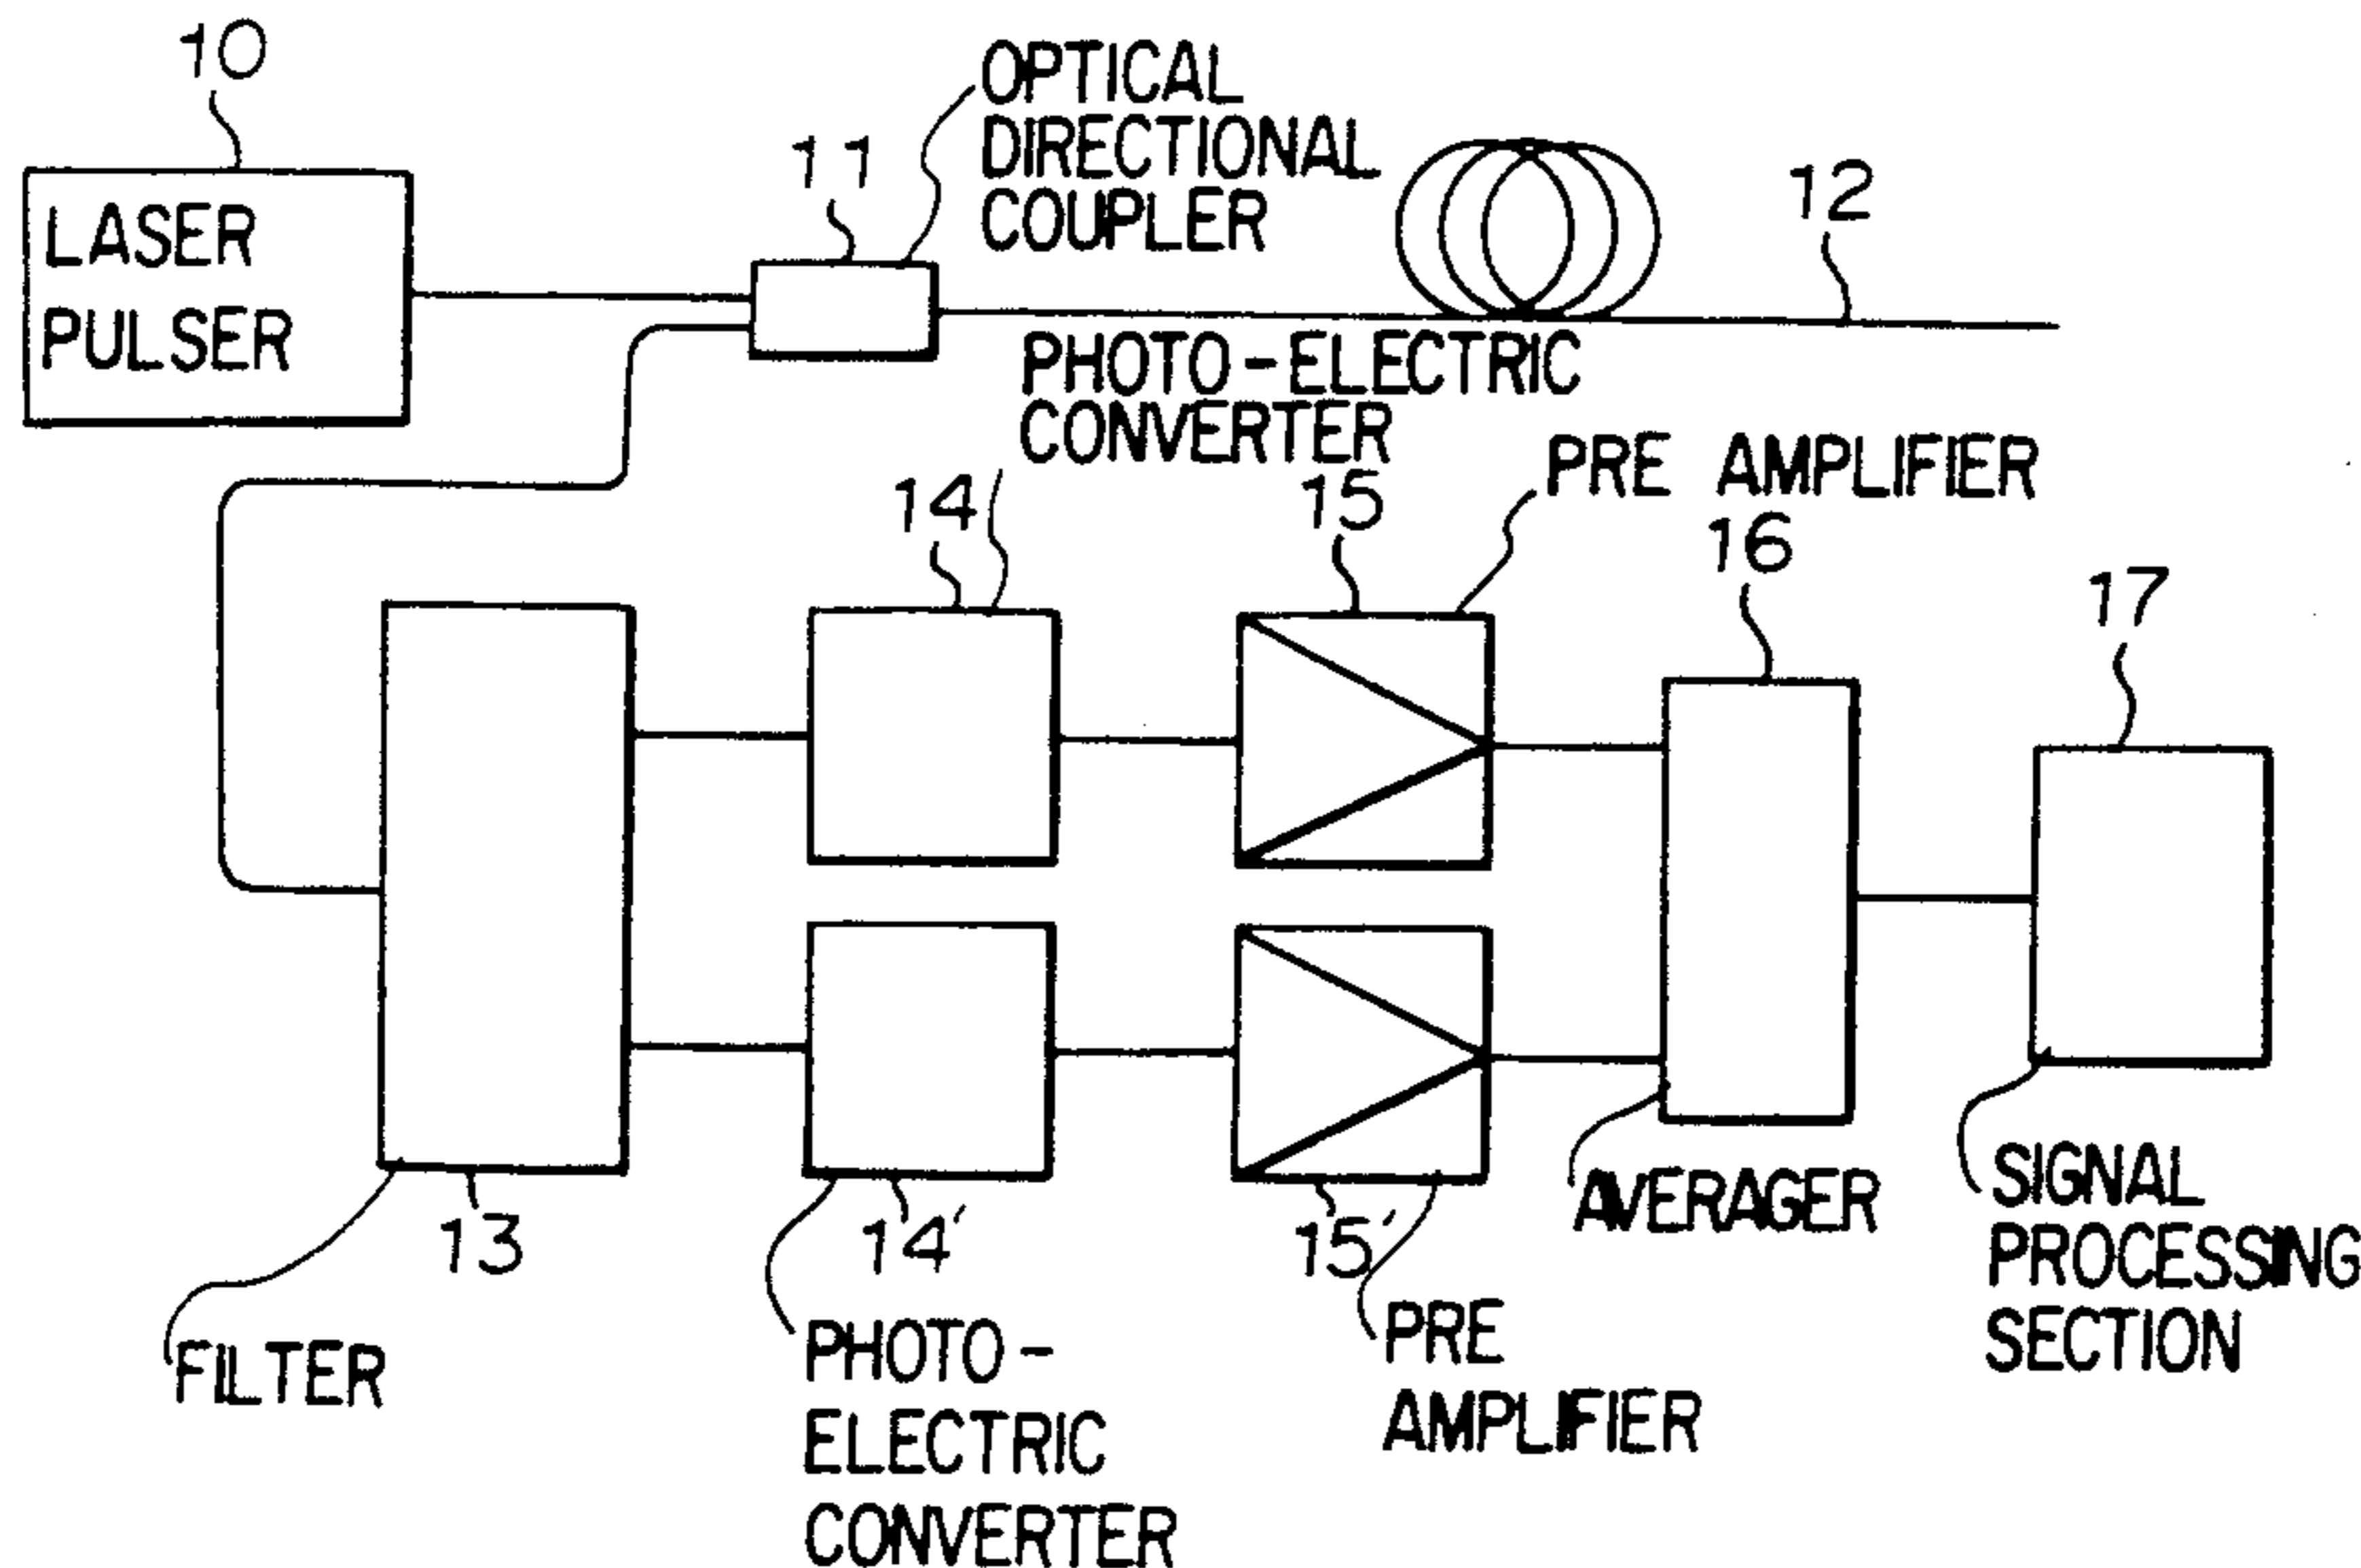 10
LASER
PULSER
11
OPTICAL
DIRECTIONAL
COUPLER
12
PHOTO-ELECTRIC
CONVERTER
14
15
PRE AMPLIFIER
16
17
13
FILTER
14'
PHOTO-
ELECTRIC
CONVERTER
15'
PRE
AMPLIFIER
AVERAGER
SIGNAL
PROCESSING
SECTION